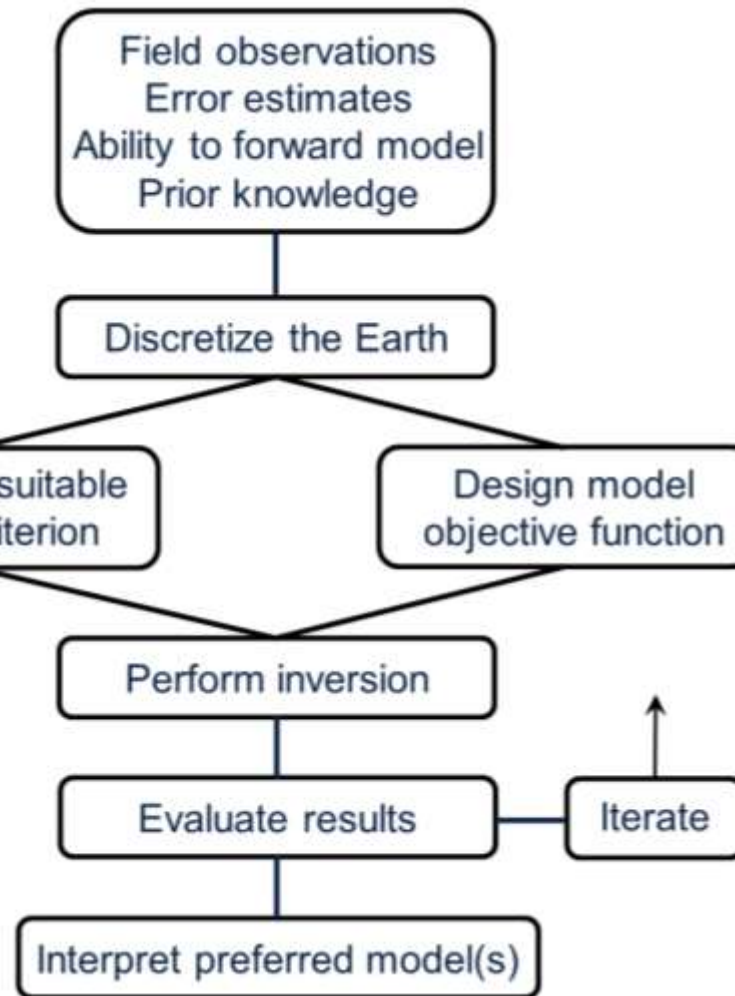 Field observations
Error estimates
Ability to forward model
Prior knowledge
Discretize the Earth
suitable
iterion
Design model
objective function
Perform inversion
Evaluate results
Iterate
Interpret preferred model(s)